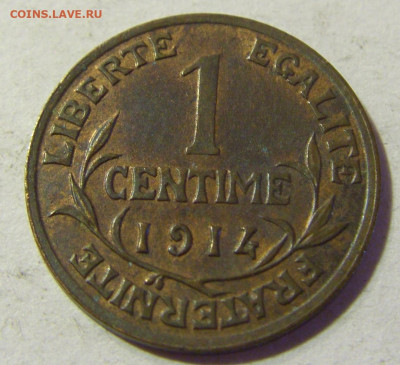 COINS.LAVE.RU
LIBERTE EGALITE
FRATERNITE
1
CENTIME
1914